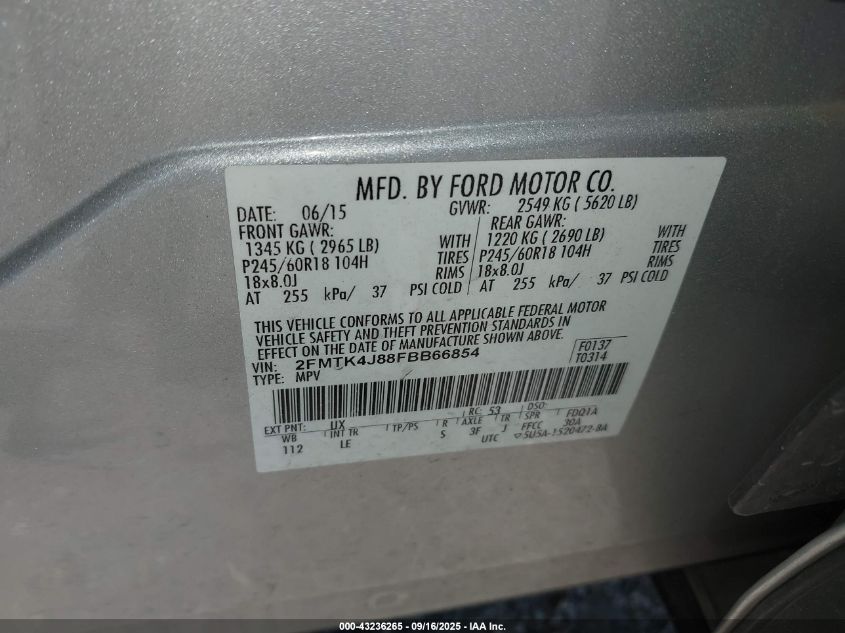 MFD. BY FORD MOTOR CO.
DATE: 06/15 GVWR: 2549 KG ( 5620 LB)
FRONT GAWR: REAR GAWR:
1345 KG ( 2965 LB) WITH 1220 KG ( 2690 LB) WITH
P245/60R18 104H TIRES P245/60R18 104H TIRES
18x8.0J RIMS 18x8.0J RIMS
AT 255 kPa/ 37 PSI COLD AT 255 kPa/ 37 PSI COLD
THIS VEHICLE CONFORMS TO ALL APPLICABLE FEDERAL MOTOR
VEHICLE SAFETY AND THEFT PREVENTION STANDARDS IN
EFFECT ON THE DATE OF MANUFACTURE SHOWN ABOVE.
VIN: 2FMTK4J88FBB66854 F0137
TYPE: MPV T0314
EXT PNT: UX RC: 53 DSO:
WB INT TR TP/PS R AXLE TR SPR FDQ1A
112 LE S 3F J FFCC 30A
UTC ▽5U5A-1520472-BA
000-43236265 - 09/16/2025 - IAA Inc.